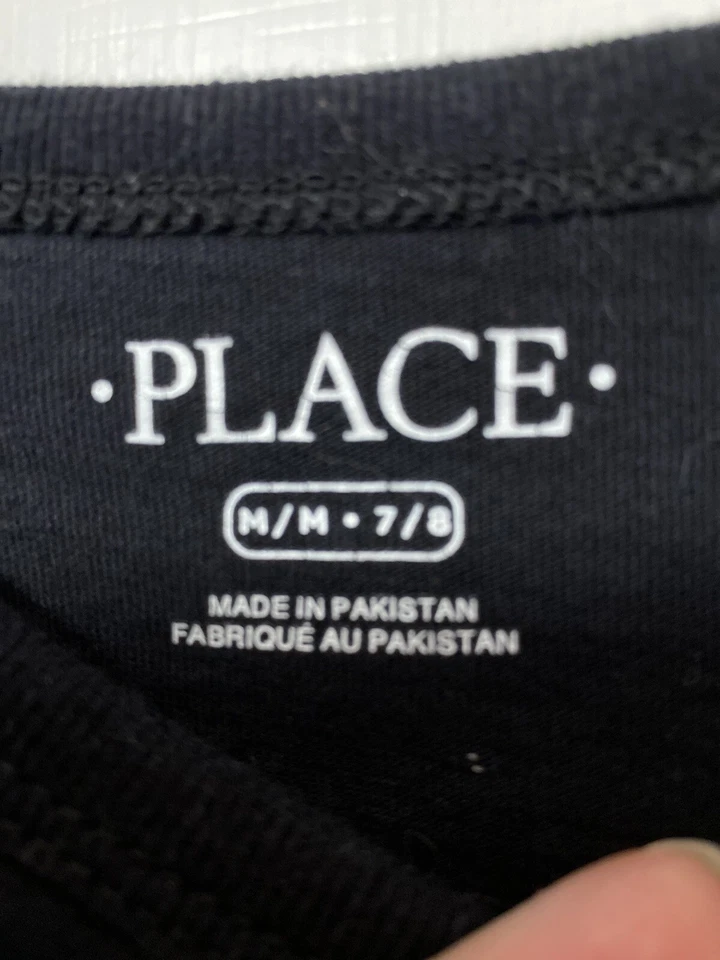 ·PLACE·
M/M • 7/8
MADE IN PAKISTAN
FABRIQUÉ AU PAKISTAN